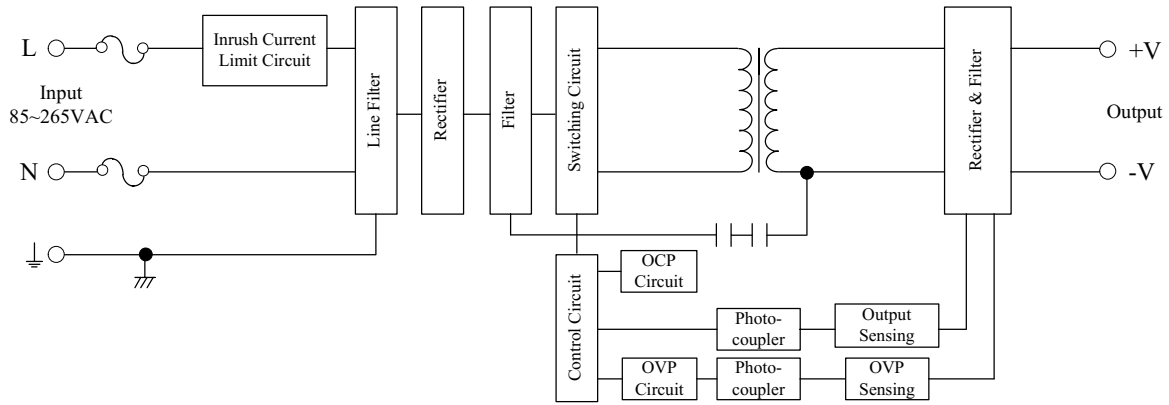 L
Inrush Current
Limit Circuit
Input
85~265VAC
N
Line Filter
Rectifier
Filter
Switching Circuit
Rectifier & Filter
+V
Output
-V
Control Circuit
OCP
Circuit
Photo-
coupler
Output
Sensing
OVP
Circuit
Photo-
coupler
OVP
Sensing